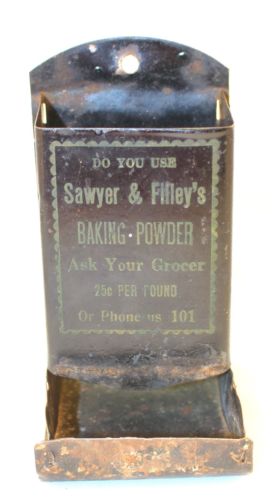 DO YOU USE
Sawyer & Fifley's
BAKING POWDER
Ask Your Grocer
25c PER POUND
Or Phone us 101